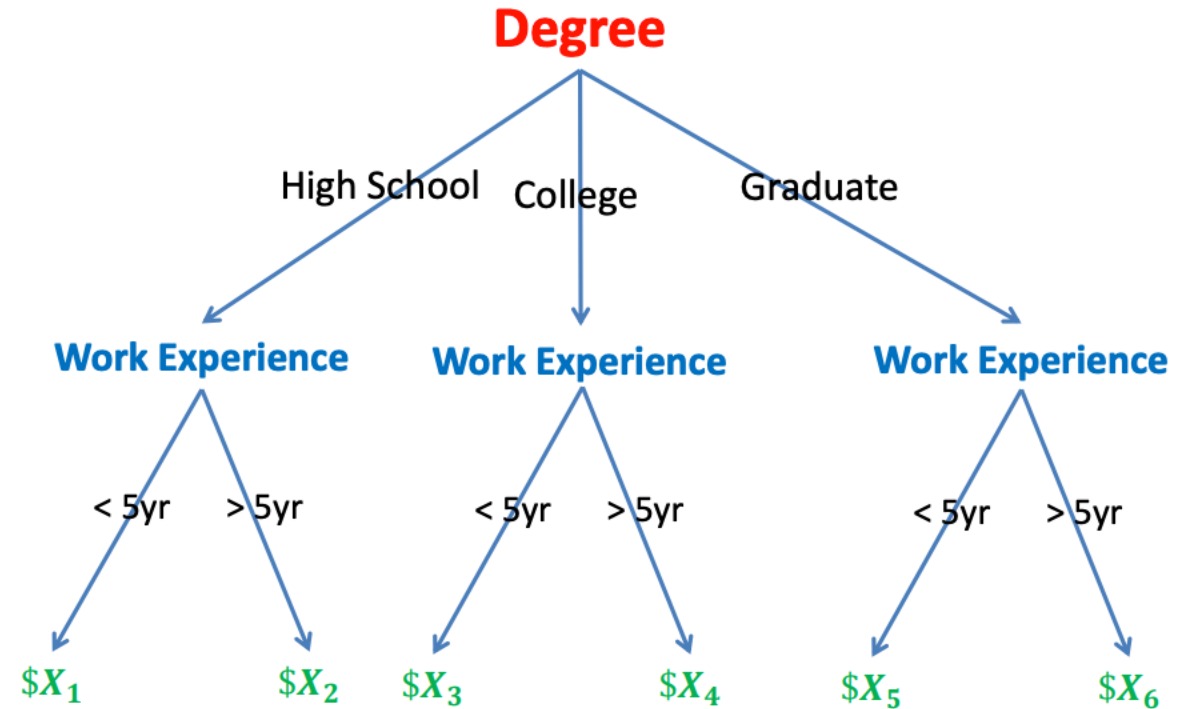 Degree
High School College Graduate
Work Experience Work Experience Work Experience
< 5yr > 5yr < 5yr > 5yr < 5yr > 5yr
$X₁ $X₂ $X₃ $X₄ $X₅ $X₆